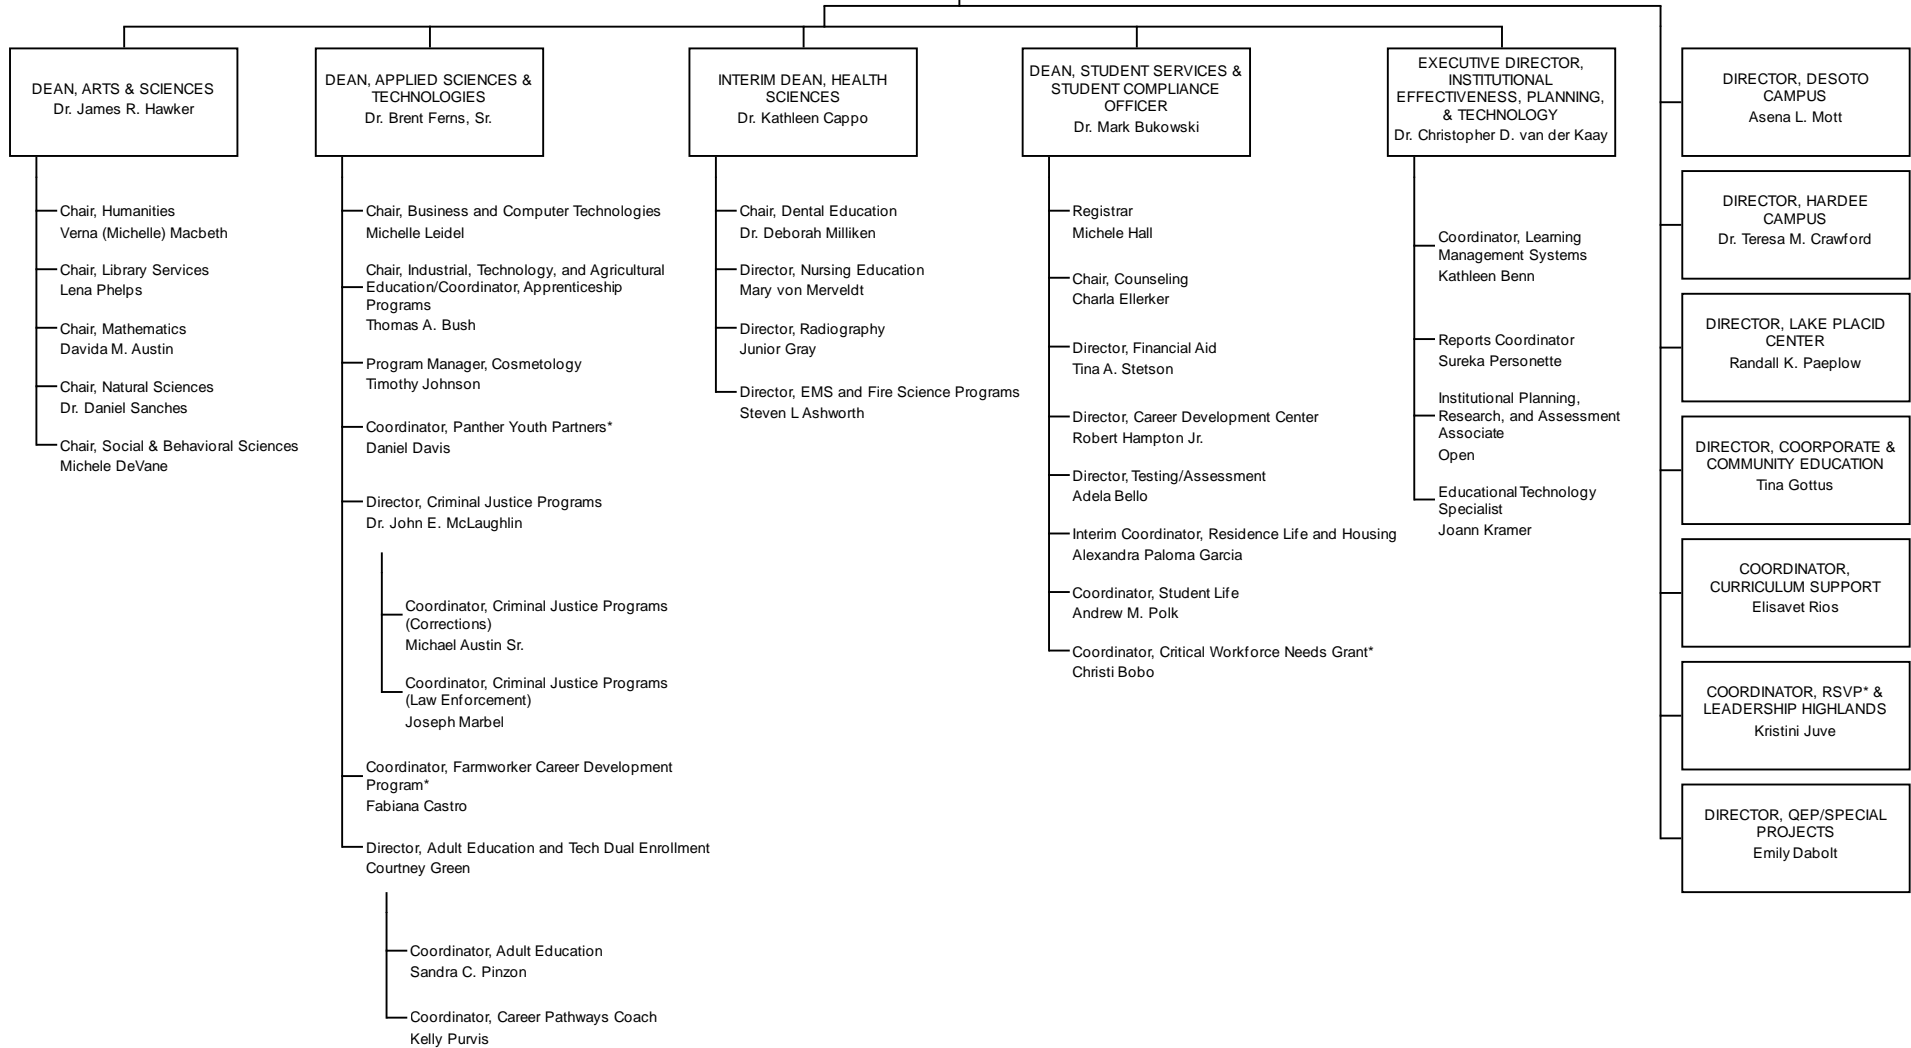 DEAN, ARTS & SCIENCES
Dr. James R. Hawker
Chair, Humanities
Verna (Michelle) Macbeth
Chair, Library Services
Lena Phelps
Chair, Mathematics
Davida M. Austin
Chair, Natural Sciences
Dr. Daniel Sanches
Chair, Social & Behavioral Sciences
Michele DeVane
DEAN, APPLIED SCIENCES &
TECHNOLOGIES
Dr. Brent Ferns, Sr.
Chair, Business and Computer Technologies
Michelle Leidel
Chair, Industrial, Technology, and Agricultural
Education/Coordinator, Apprenticeship
Programs
Thomas A. Bush
Program Manager, Cosmetology
Timothy Johnson
Coordinator, Panther Youth Partners*
Daniel Davis
Director, Criminal Justice Programs
Dr. John E. McLaughlin
Coordinator, Criminal Justice Programs
(Corrections)
Michael Austin Sr.
Coordinator, Criminal Justice Programs
(Law Enforcement)
Joseph Marbel
Coordinator, Farmworker Career Development
Program*
Fabiana Castro
Director, Adult Education and Tech Dual Enrollment
Courtney Green
Coordinator, Adult Education
Sandra C. Pinzon
Coordinator, Career Pathways Coach
Kelly Purvis
INTERIM DEAN, HEALTH
SCIENCES
Dr. Kathleen Cappo
Chair, Dental Education
Dr. Deborah Milliken
Director, Nursing Education
Mary von Merveldt
Director, Radiography
Junior Gray
Director, EMS and Fire Science Programs
Steven L Ashworth
DEAN, STUDENT SERVICES &
STUDENT COMPLIANCE
OFFICER
Dr. Mark Bukowski
Registrar
Michele Hall
Chair, Counseling
Charla Ellerker
Director, Financial Aid
Tina A. Stetson
Director, Career Development Center
Robert Hampton Jr.
Director, Testing/Assessment
Adela Bello
Interim Coordinator, Residence Life and Housing
Alexandra Paloma Garcia
Coordinator, Student Life
Andrew M. Polk
Coordinator, Critical Workforce Needs Grant*
Christi Bobo
EXECUTIVE DIRECTOR,
INSTITUTIONAL
EFFECTIVENESS, PLANNING,
& TECHNOLOGY
Dr. Christopher D. van der Kaay
Coordinator, Learning
Management Systems
Kathleen Benn
Reports Coordinator
Sureka Personette
Institutional Planning,
Research, and Assessment
Associate
Open
Educational Technology
Specialist
Joann Kramer
DIRECTOR, DESOTO
CAMPUS
Asena L. Mott
DIRECTOR, HARDEE
CAMPUS
Dr. Teresa M. Crawford
DIRECTOR, LAKE PLACID
CENTER
Randall K. Paeplow
DIRECTOR, COORPORATE &
COMMUNITY EDUCATION
Tina Gottus
COORDINATOR,
CURRICULUM SUPPORT
Elisavet Rios
COORDINATOR, RSVP* &
LEADERSHIP HIGHLANDS
Kristini Juve
DIRECTOR, QEP/SPECIAL
PROJECTS
Emily Dabolt